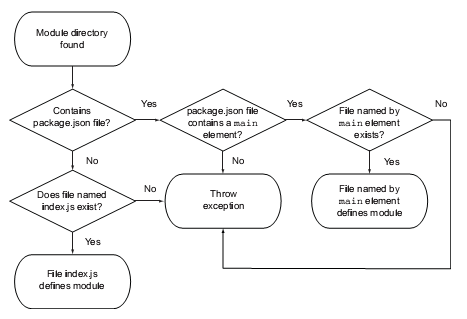 Module directory
found
Contains
package.json file?
Yes
package.json file
contains a main
element?
Yes
File named by
main element
exists?
No
No
No
Yes
Does file named
index.js exist?
No
Throw
exception
File named by
main element
defines module
Yes
File index.js
defines module